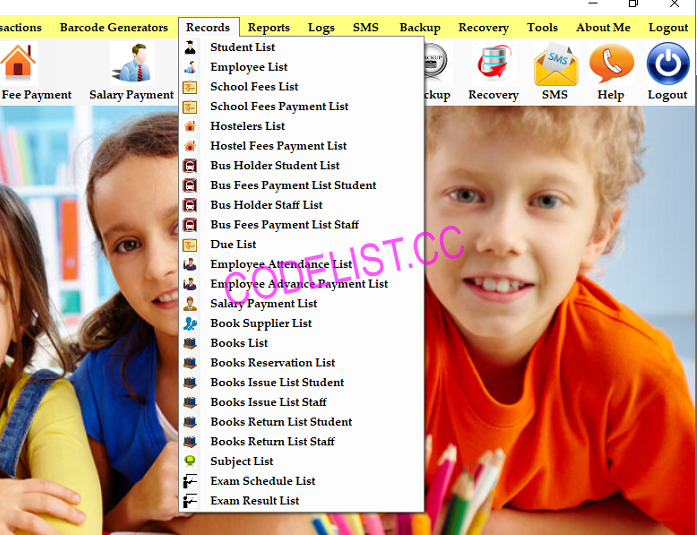 sactions Barcode Generators Records Reports Logs SMS Backup Recovery Tools About Me Logout
BACKUP SMS
Fee Payment Salary Payment ckup Recovery SMS Help Logout
Student List
Employee List
School Fees List
School Fees Payment List
Hostelers List
Hostel Fees Payment List
Bus Holder Student List
Bus Fees Payment List Student
Bus Holder Staff List
Bus Fees Payment List Staff
Due List
Employee Attendance List
Employee Advance Payment List
Salary Payment List
Book Supplier List
Books List
Books Reservation List
Books Issue List Student
Books Issue List Staff
Books Return List Student
Books Return List Staff
Subject List
Exam Schedule List
Exam Result List
CODELIST.CC